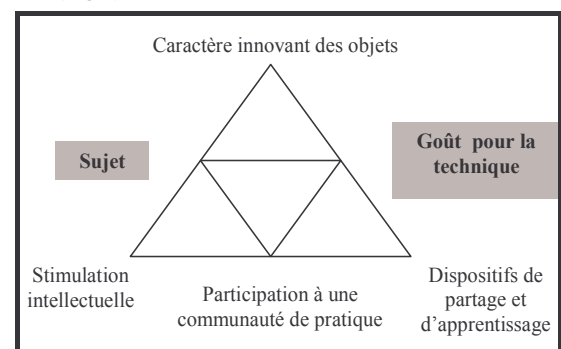 Caractère innovant des objets
Sujet
Goût pour la
technique
Stimulation
intellectuelle
Participation à une
communauté de pratique
Dispositifs de
partage et
d'apprentissage